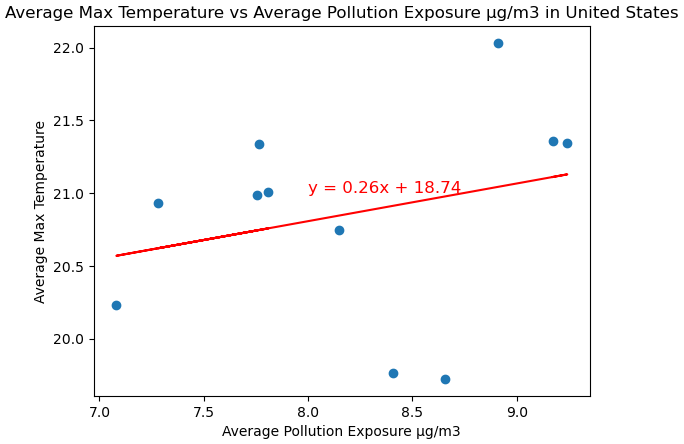 Average Max Temperature vs Average Pollution Exposure µg/m3 in United States
22.0
21.5
21.0
20.5
20.0
Average Max Temperature
y = 0.26x + 18.74
7.0 7.5 8.0 8.5 9.0
Average Pollution Exposure µg/m3